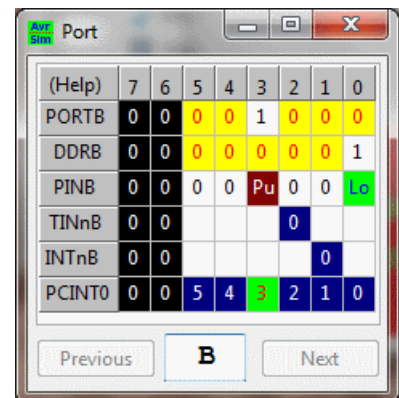 Avr Sim Port
(Help) 7 6 5 4 3 2 1 0
PORTB 0 0 0 0 1 0 0 0
DDRB 0 0 0 0 0 0 0 1
PINB 0 0 0 0 Pu 0 0 Lo
TINnB 0 0 0
INTnB 0 0 0
PCINT0 0 0 5 4 3 2 1 0
Previous B Next